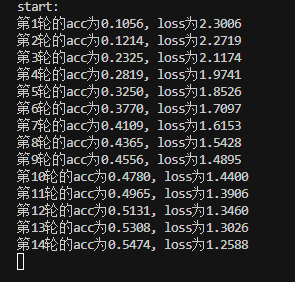 start:
第1轮的acc为0.1056, loss为2.3006
第2轮的acc为0.1214, loss为2.2719
第3轮的acc为0.2325, loss为2.1174
第4轮的acc为0.2819, loss为1.9741
第5轮的acc为0.3250, loss为1.8526
第6轮的acc为0.3770, loss为1.7097
第7轮的acc为0.4109, loss为1.6153
第8轮的acc为0.4365, loss为1.5428
第9轮的acc为0.4556, loss为1.4895
第10轮的acc为0.4780, loss为1.4400
第11轮的acc为0.4965, loss为1.3906
第12轮的acc为0.5131, loss为1.3460
第13轮的acc为0.5308, loss为1.3026
第14轮的acc为0.5474, loss为1.2588